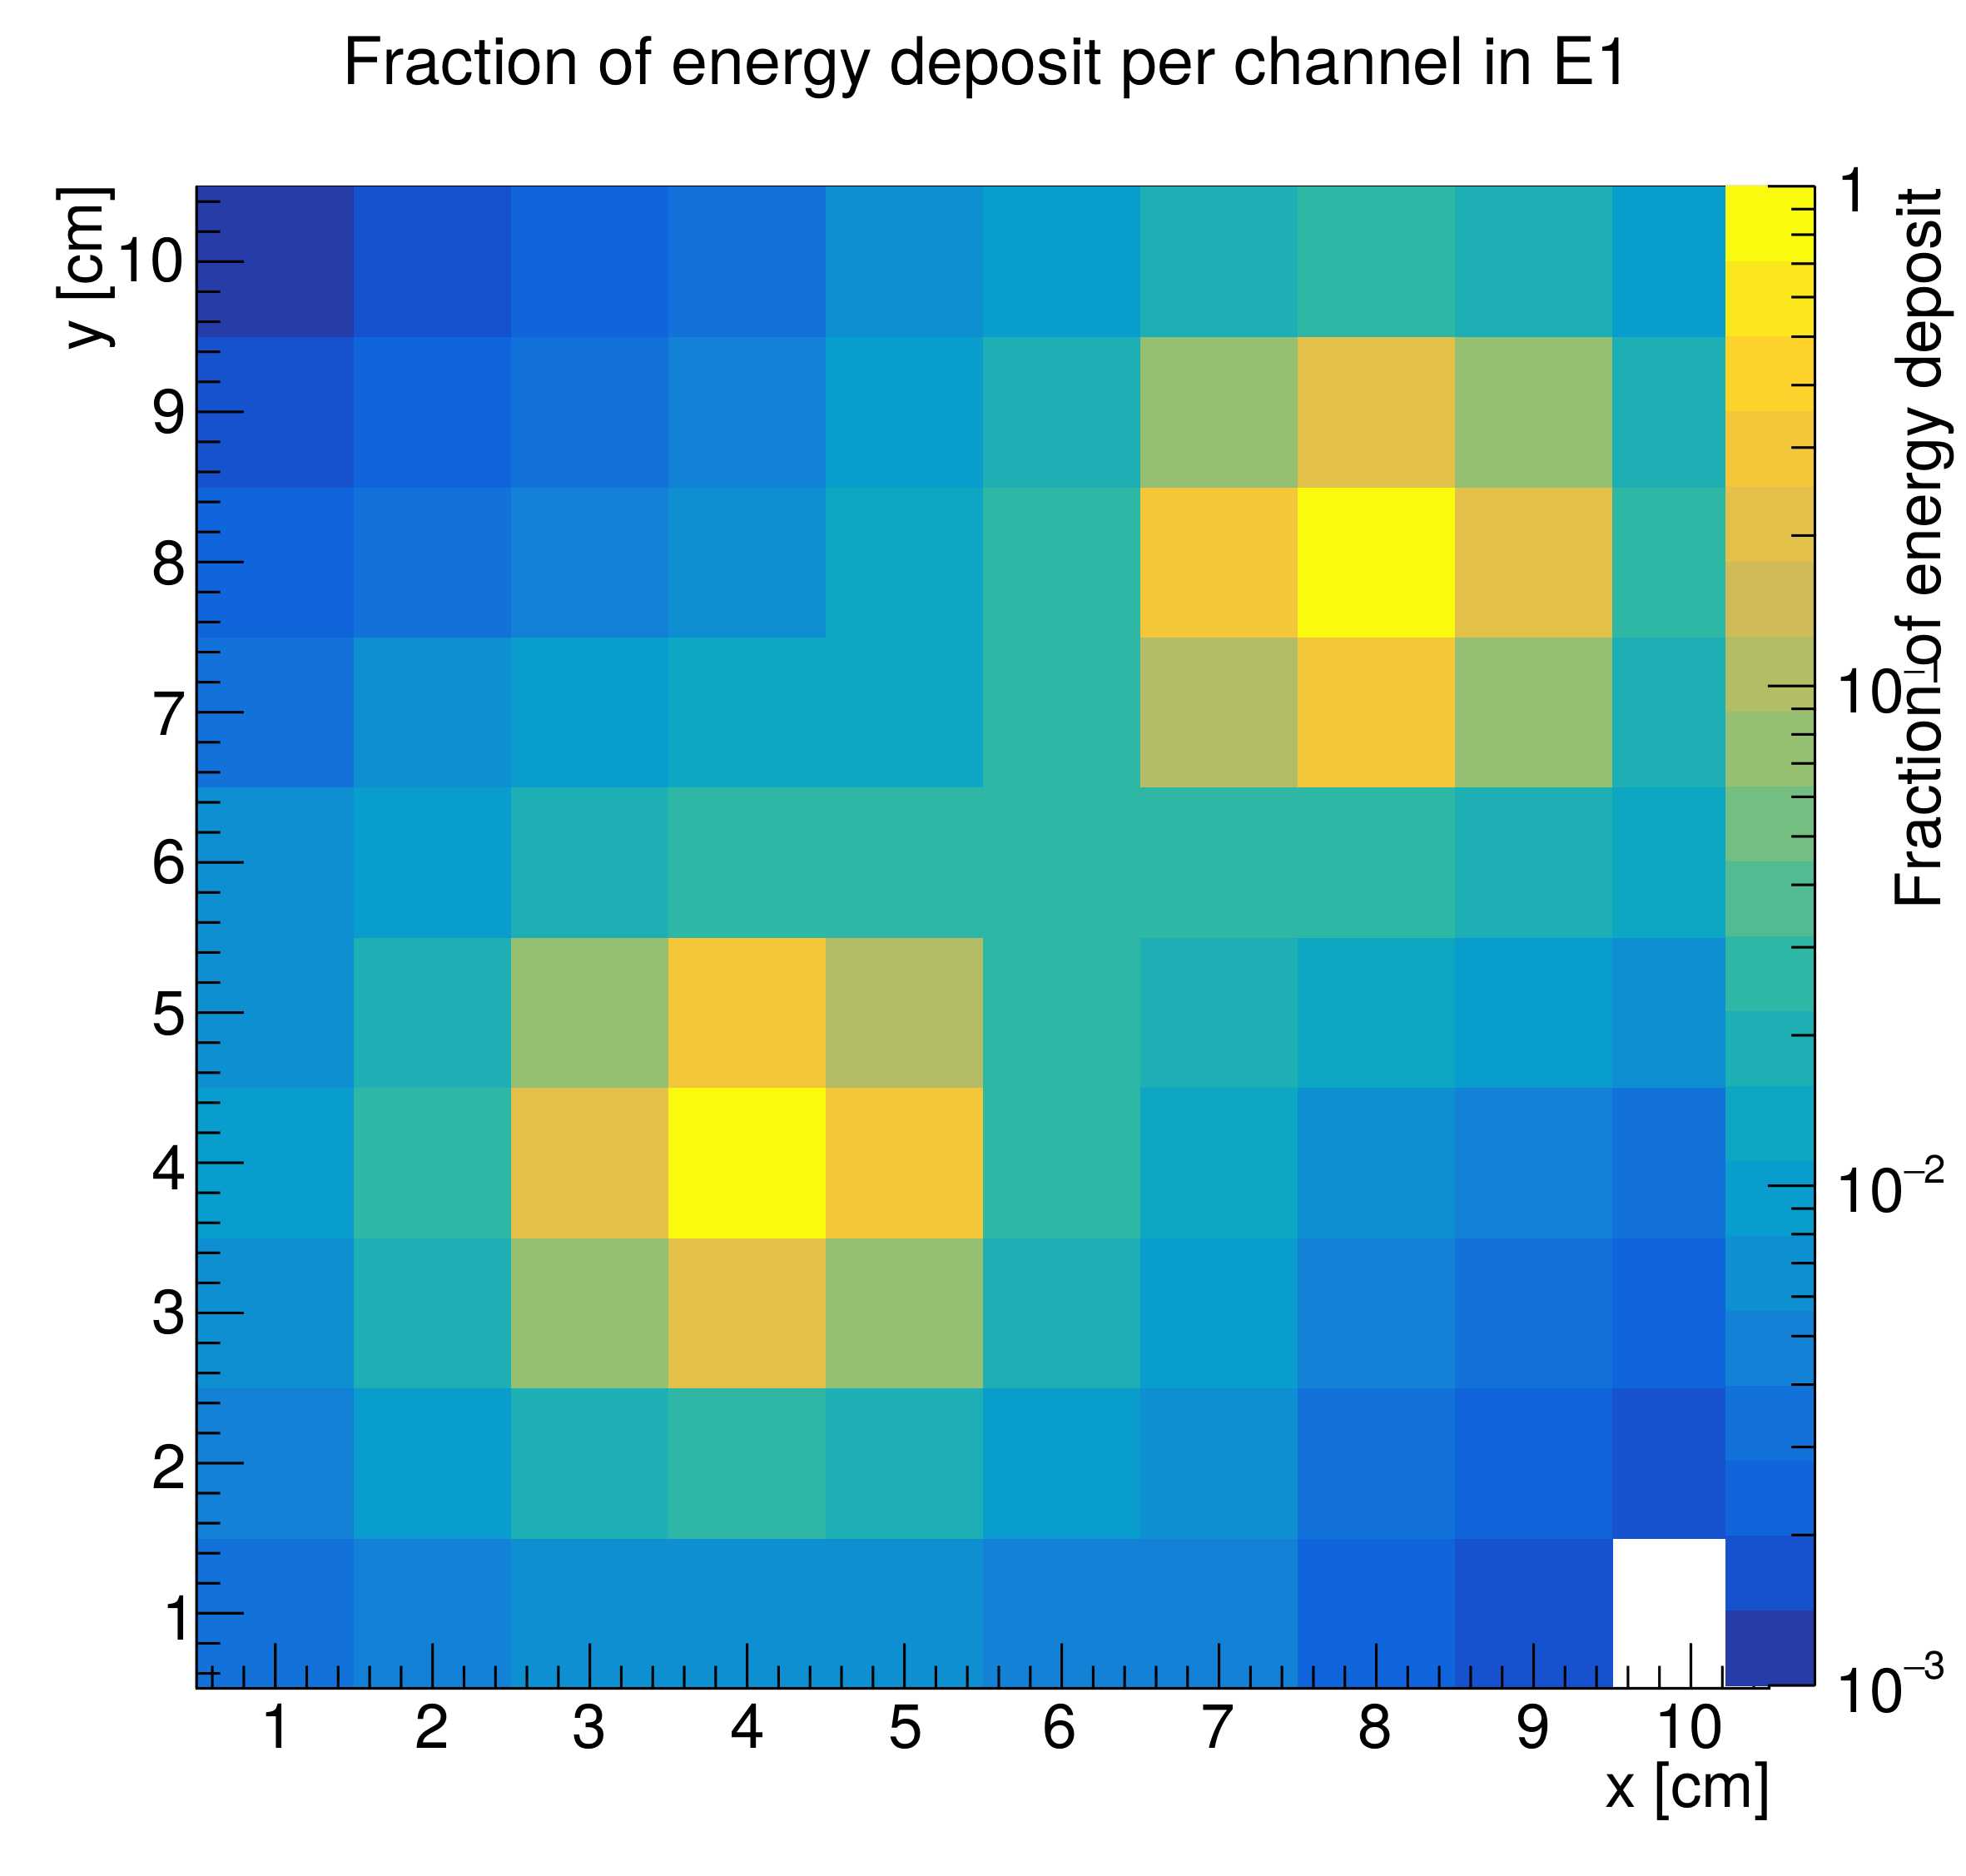 Fraction of energy deposit per channel in E1
y [cm]
10
9
8
7
6
5
4
3
2
1
1 2 3 4 5 6 7 8 9 10
x [cm]
1
10⁻¹
10⁻²
10⁻³
Fraction of energy deposit